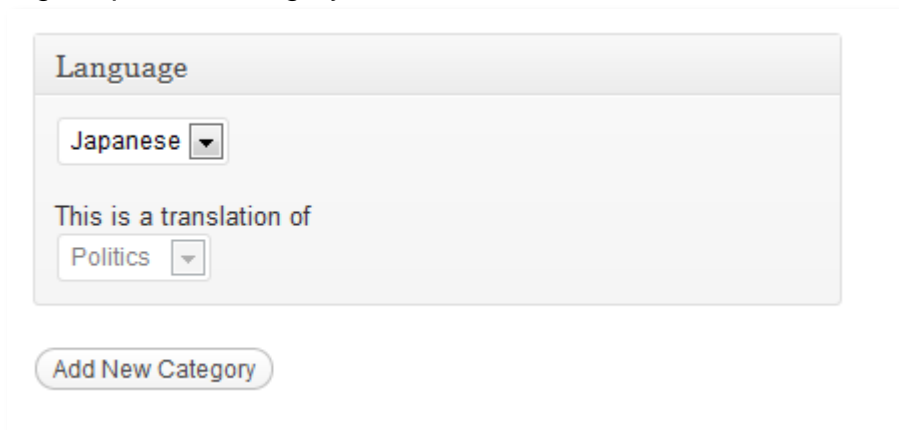 Language
Japanese
This is a translation of
Politics
Add New Category